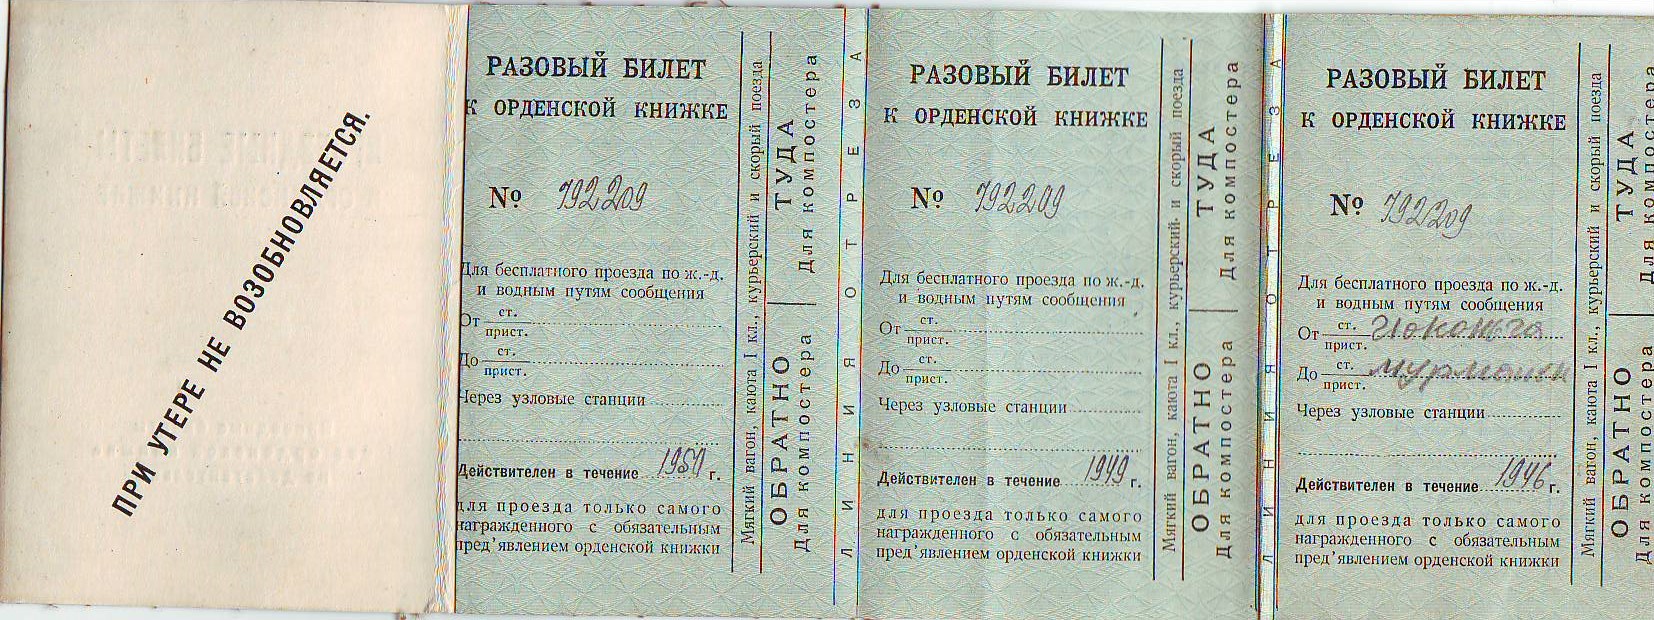 ПРИ УТЕРЕ НЕ ВОЗОБНОВЛЯЕТСЯ.
РАЗОВЫЙ БИЛЕТ
К ОРДЕНСКОЙ КНИЖКЕ
№ 792209
Для бесплатного проезда по ж.-д.
и водным путям сообщения
От ст.
прист.
До ст.
прист.
Через узловые станции
Действителен в течение 1950 г.
для проезда только самого
награжденного с обязательным
пред'явлением орденской книжки
Мягкий вагон, каюта I кл., курьерский и скорый поезда
ТУДА
Для компостера
ОБРАТНО
Для компостера
ЛИНИЯ ОТРЕЗА
РАЗОВЫЙ БИЛЕТ
К ОРДЕНСКОЙ КНИЖКЕ
№ 792209
Для бесплатного проезда по ж.-д.
и водным путям сообщения
От ст.
прист.
До ст.
прист.
Через узловые станции
Действителен в течение 1949 г.
для проезда только самого
награжденного с обязательным
пред'явлением орденской книжки
Мягкий вагон, каюта I кл., курьерский и скорый поезда
ТУДА
Для компостера
ОБРАТНО
Для компостера
ЛИНИЯ ОТРЕЗА
РАЗОВЫЙ БИЛЕТ
К ОРДЕНСКОЙ КНИЖКЕ
№ 792209
Для бесплатного проезда по ж.-д.
и водным путям сообщения
От ст.
прист.
До ст. Мурманск
прист.
Через узловые станции
Действителен в течение 1946 г.
для проезда только самого
награжденного с обязательным
пред'явлением орденской книжки
Мягкий вагон, каюта I кл., курьерский и скорый поезда
ТУДА
Для компостера
ОБРАТНО
Для компостера